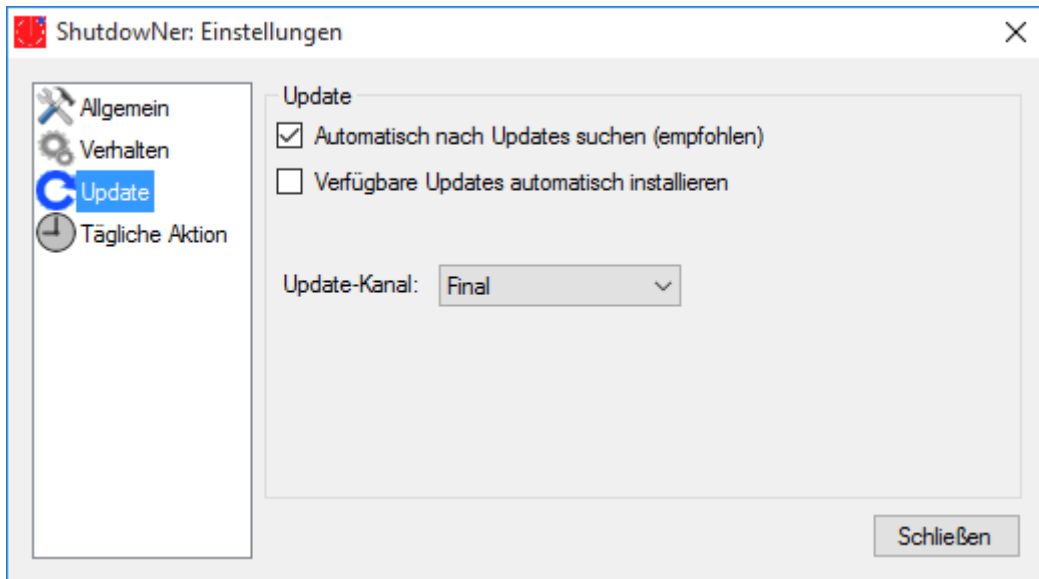 ShutdowNer: Einstellungen
Allgemein
Verhalten
Update
Tägliche Aktion
Update
Automatisch nach Updates suchen (empfohlen)
Verfügbare Updates automatisch installieren
Update-Kanal: Final
Schließen